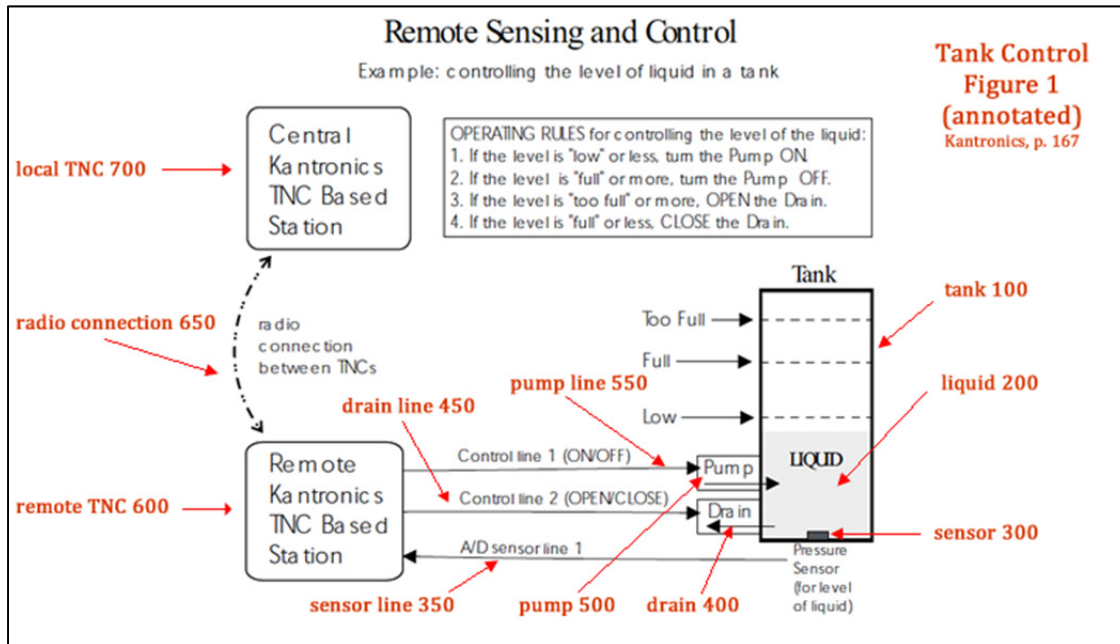 Remote Sensing and Control
Example: controlling the level of liquid in a tank
Tank Control
Figure 1
(annotated)
Kantronics, p. 167
local TNC 700
Central
Kantronics
TNC Based
Station
OPERATING RULES for controlling the level of the liquid:
1. If the level is "low" or less, turn the Pump ON.
2. If the level is "full" or more, turn the Pump OFF.
3. If the level is "too full" or more, OPEN the Drain.
4. If the level is "full" or less, CLOSE the Drain.
Tank
tank 100
radio connection 650
radio
connection
between TNCs
Too Full
Full
Low
pump line 550
drain line 450
liquid 200
remote TNC 600
Remote
Kantronics
TNC Based
Station
Control line 1 (ON/OFF)
Control line 2 (OPEN/CLOSE)
A/D sensor line 1
Pump
Drain
LIQUID
sensor 300
Pressure
Sensor
(for level
of liquid)
sensor line 350
pump 500
drain 400